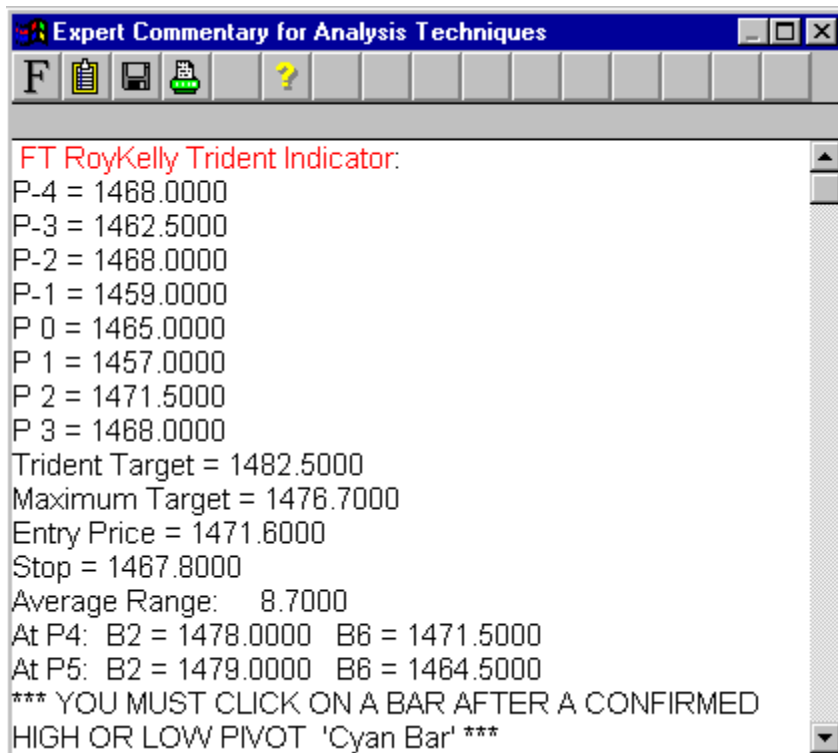 Expert Commentary for Analysis Techniques
F ?
FT RoyKelly Trident Indicator:
P-4 = 1468.0000
P-3 = 1462.5000
P-2 = 1468.0000
P-1 = 1459.0000
P 0 = 1465.0000
P 1 = 1457.0000
P 2 = 1471.5000
P 3 = 1468.0000
Trident Target = 1482.5000
Maximum Target = 1476.7000
Entry Price = 1471.6000
Stop = 1467.8000
Average Range: 8.7000
At P4: B2 = 1478.0000 B6 = 1471.5000
At P5: B2 = 1479.0000 B6 = 1464.5000
*** YOU MUST CLICK ON A BAR AFTER A CONFIRMED
HIGH OR LOW PIVOT 'Cyan Bar' ***